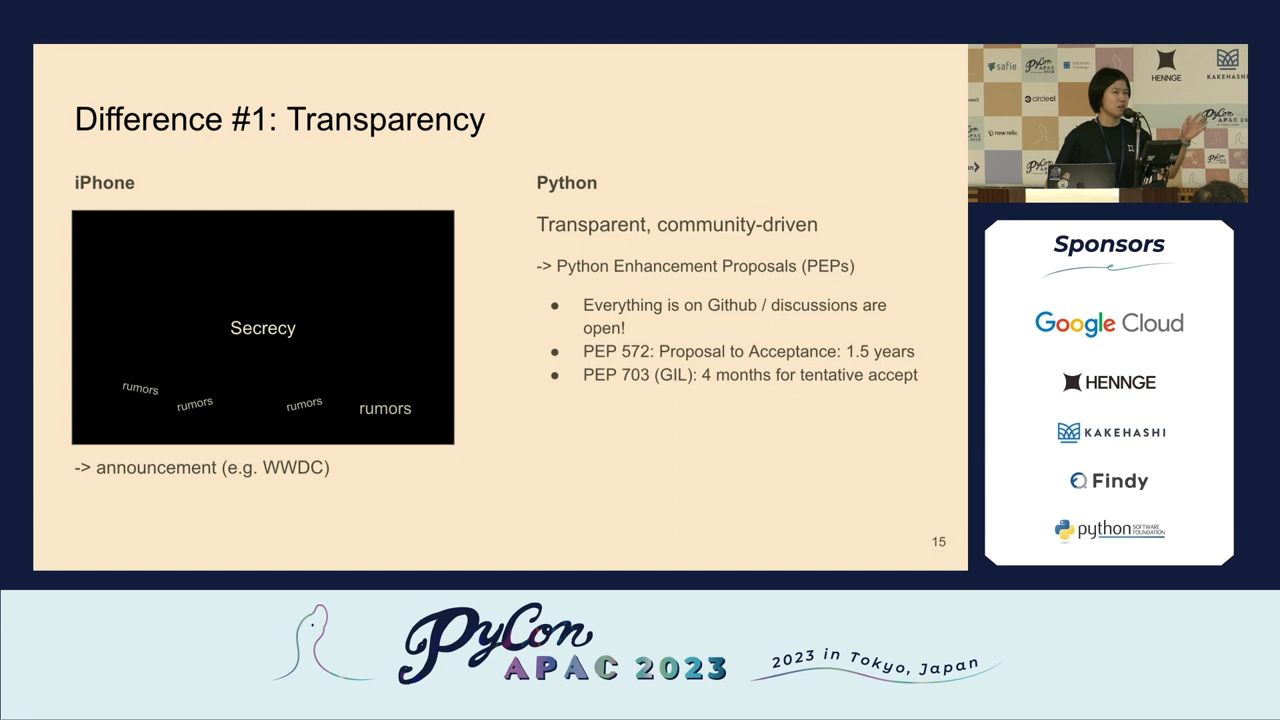 Difference #1: Transparency
iPhone
Secrecy
rumors
rumors
rumors
rumors
-> announcement (e.g. WWDC)
Python
Transparent, community-driven
-> Python Enhancement Proposals (PEPs)
● Everything is on Github / discussions are
open!
● PEP 572: Proposal to Acceptance: 1.5 years
● PEP 703 (GIL): 4 months for tentative accept
15
safie
HENNGE
KAKEHASHI
circleci
new relic
PyCon
Sponsors
Google Cloud
HENNGE
KAKEHASHI
Findy
python SOFTWARE
FOUNDATION
PyCon
APAC 2023
2023 in Tokyo, Japan